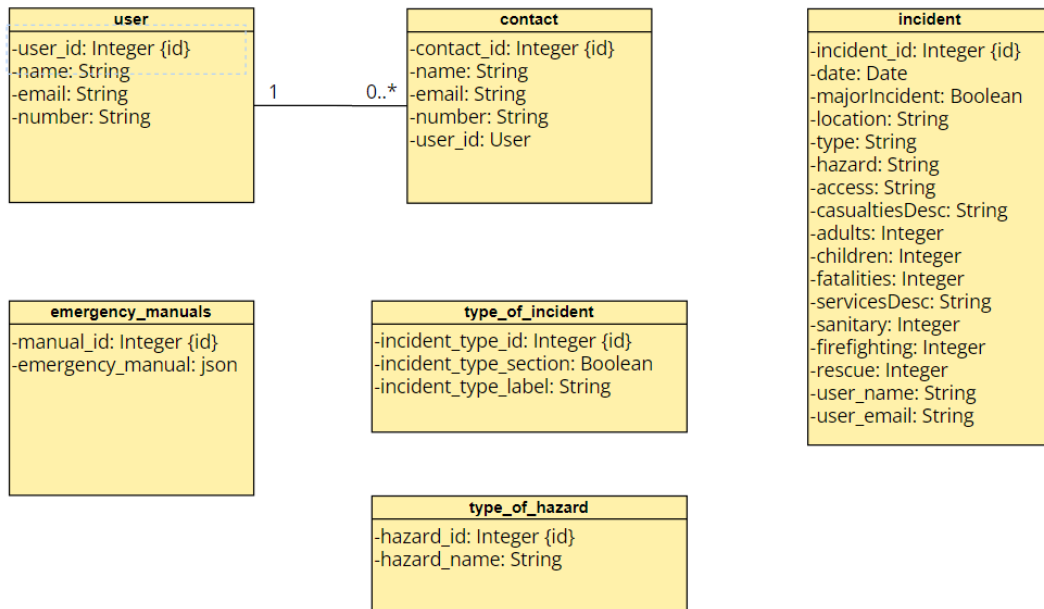 user
-user_id: Integer {id}
-name: String
-email: String
-number: String
1
0..*
contact
-contact_id: Integer {id}
-name: String
-email: String
-number: String
-user_id: User
incident
-incident_id: Integer {id}
-date: Date
-majorIncident: Boolean
-location: String
-type: String
-hazard: String
-access: String
-casualtiesDesc: String
-adults: Integer
-children: Integer
-fatalities: Integer
-servicesDesc: String
-sanitary: Integer
-firefighting: Integer
-rescue: Integer
-user_name: String
-user_email: String
emergency_manuals
-manual_id: Integer {id}
-emergency_manual: json
type_of_incident
-incident_type_id: Integer {id}
-incident_type_section: Boolean
-incident_type_label: String
type_of_hazard
-hazard_id: Integer {id}
-hazard_name: String